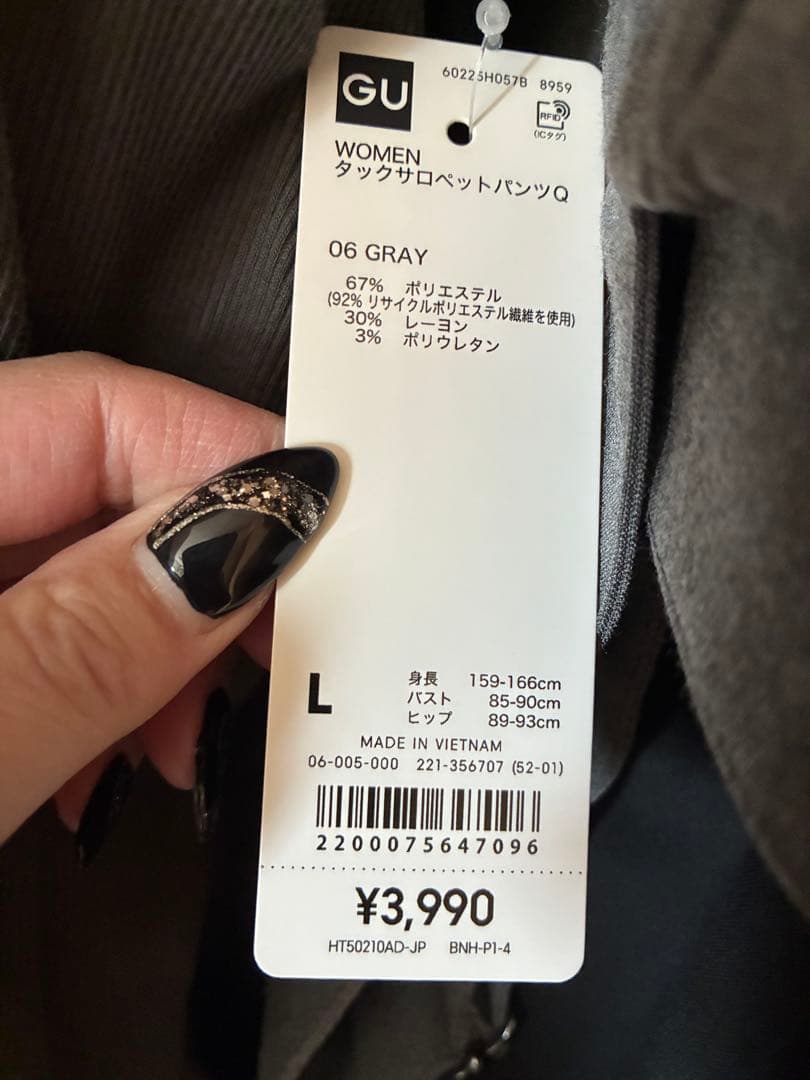 GU
60225H057B 8959
RFID
(ICタグ)
WOMEN
タックサロペットパンツQ
06 GRAY
67% ポリエステル
(92% リサイクルポリエステル繊維を使用)
30% レーヨン
3% ポリウレタン
L
身長 159-166cm
バスト 85-90cm
ヒップ 89-93cm
MADE IN VIETNAM
06-005-000 221-356707 (52-01)
2200075647096
¥3,990
HT50210AD-JP BNH-P1-4